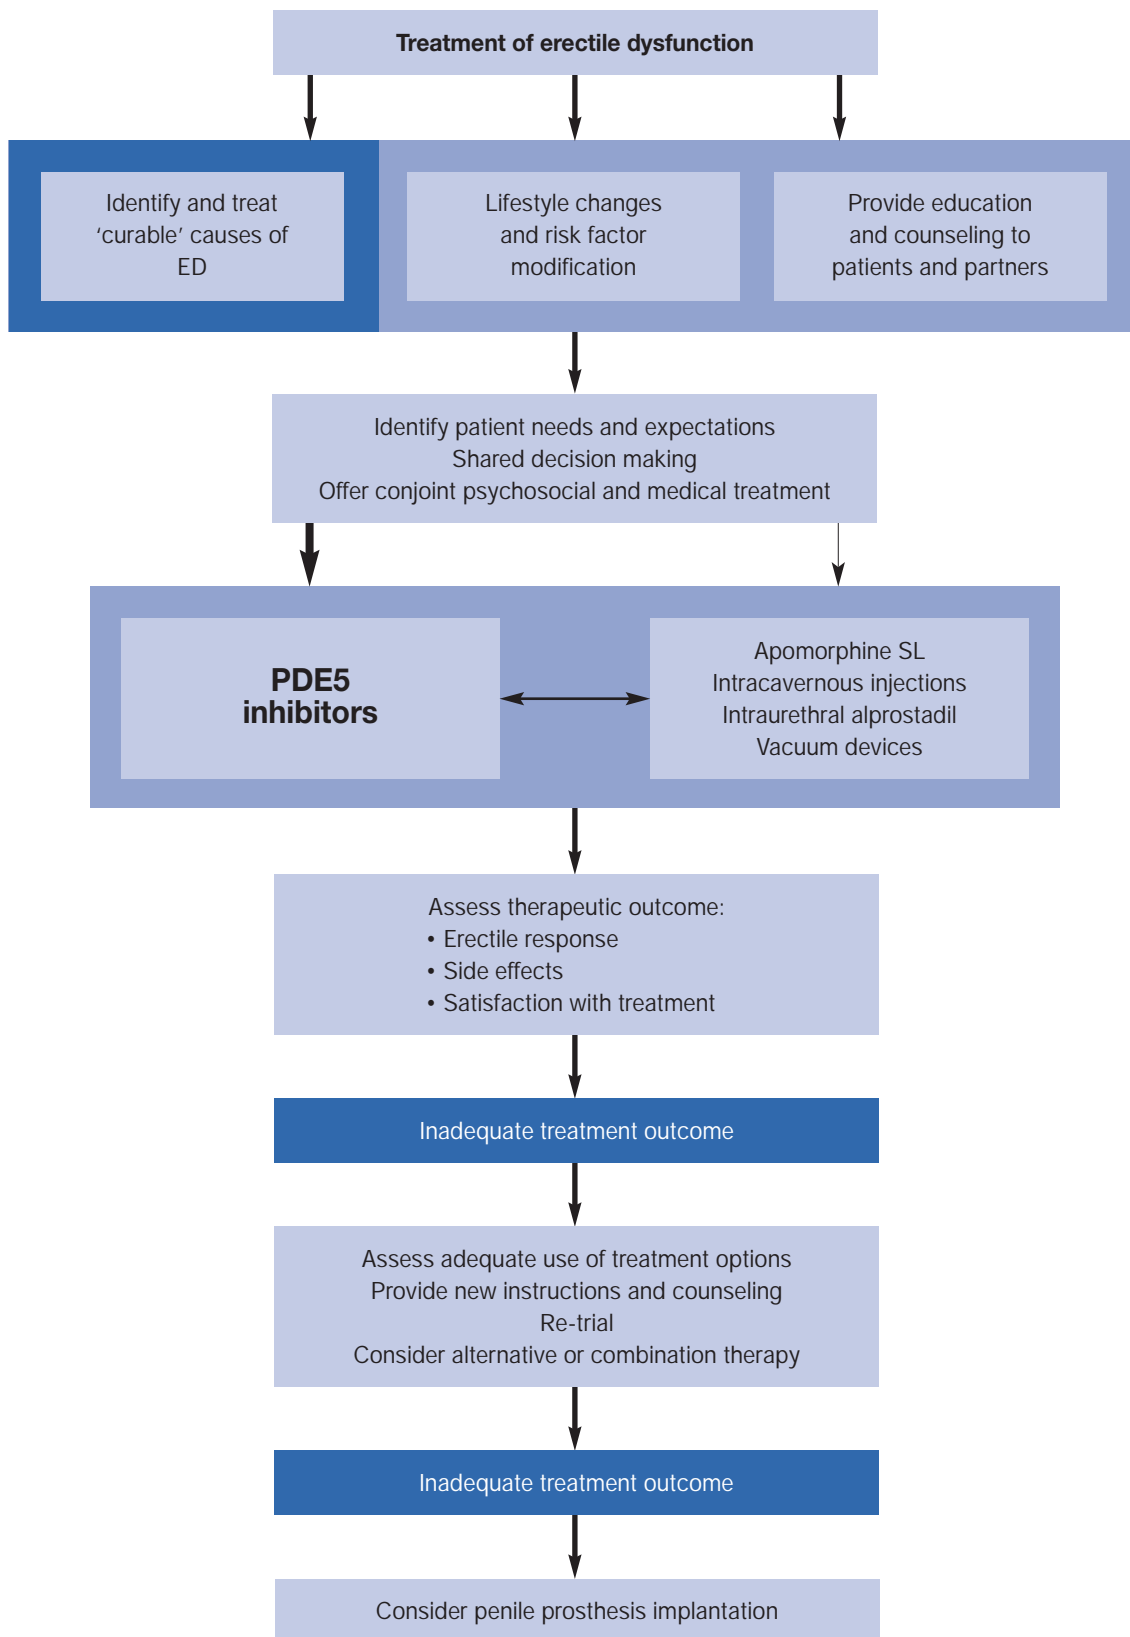 Treatment of erectile dysfunction
Identify and treat
‘curable’ causes of
ED
Lifestyle changes
and risk factor
modification
Provide education
and counseling to
patients and partners
Identify patient needs and expectations
Shared decision making
Offer conjoint psychosocial and medical treatment
PDE5
inhibitors
Apomorphine SL
Intracavernous injections
Intraurethral alprostadil
Vacuum devices
Assess therapeutic outcome:
• Erectile response
• Side effects
• Satisfaction with treatment
Inadequate treatment outcome
Assess adequate use of treatment options
Provide new instructions and counseling
Re-trial
Consider alternative or combination therapy
Inadequate treatment outcome
Consider penile prosthesis implantation